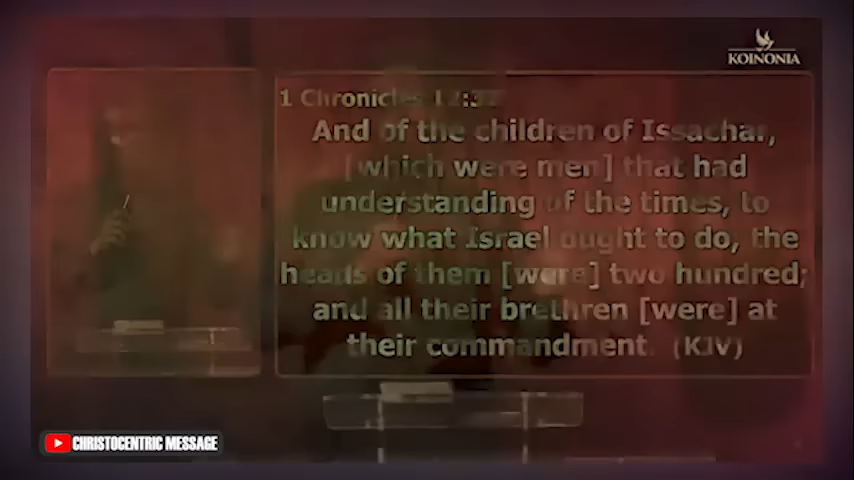 KOINONIA
1 Chronicles 12:32
And of the children of Issachar,
[which were men] that had
understanding of the times, to
know what Israel ought to do, the
heads of them [were] two hundred;
and all their brethren [were] at
their commandment. (KJV)
CHRISTOCENTRIC MESSAGE